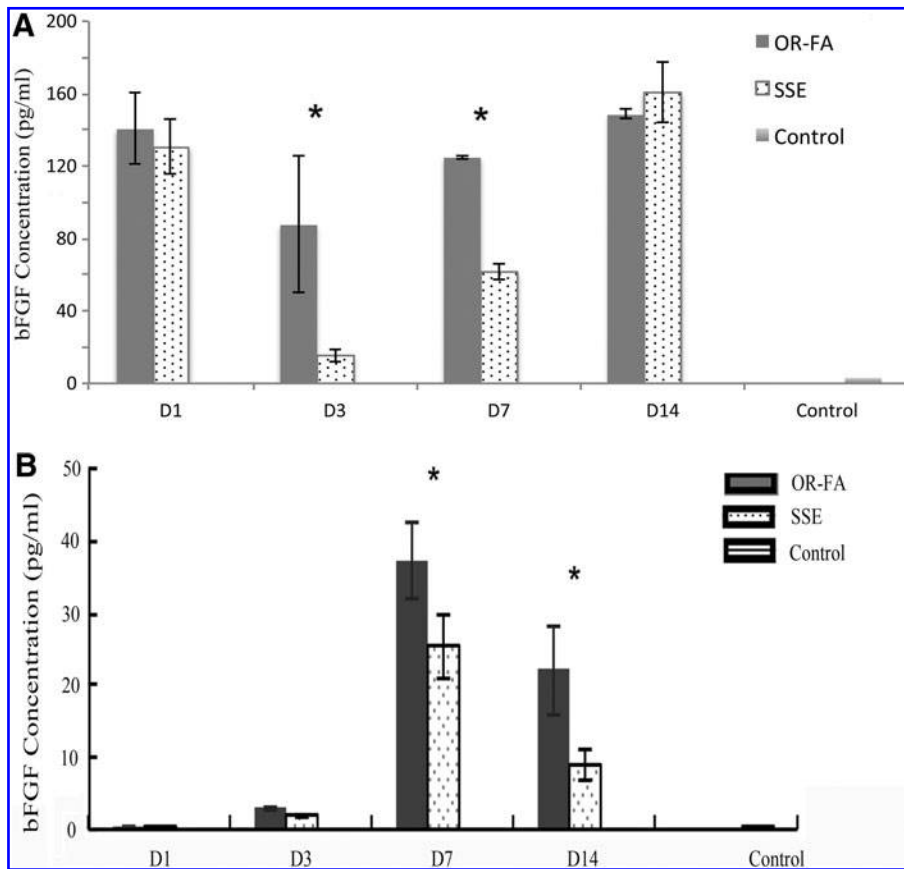 A
200
160
120
80
40
0
bFGF Concentration (pg/ml)
OR-FA
SSE
Control
*
*
D1 D3 D7 D14 Control
B
50
40
30
20
10
0
bFGF Concentration (pg/ml)
OR-FA
SSE
Control
*
*
D1 D3 D7 D14 Control